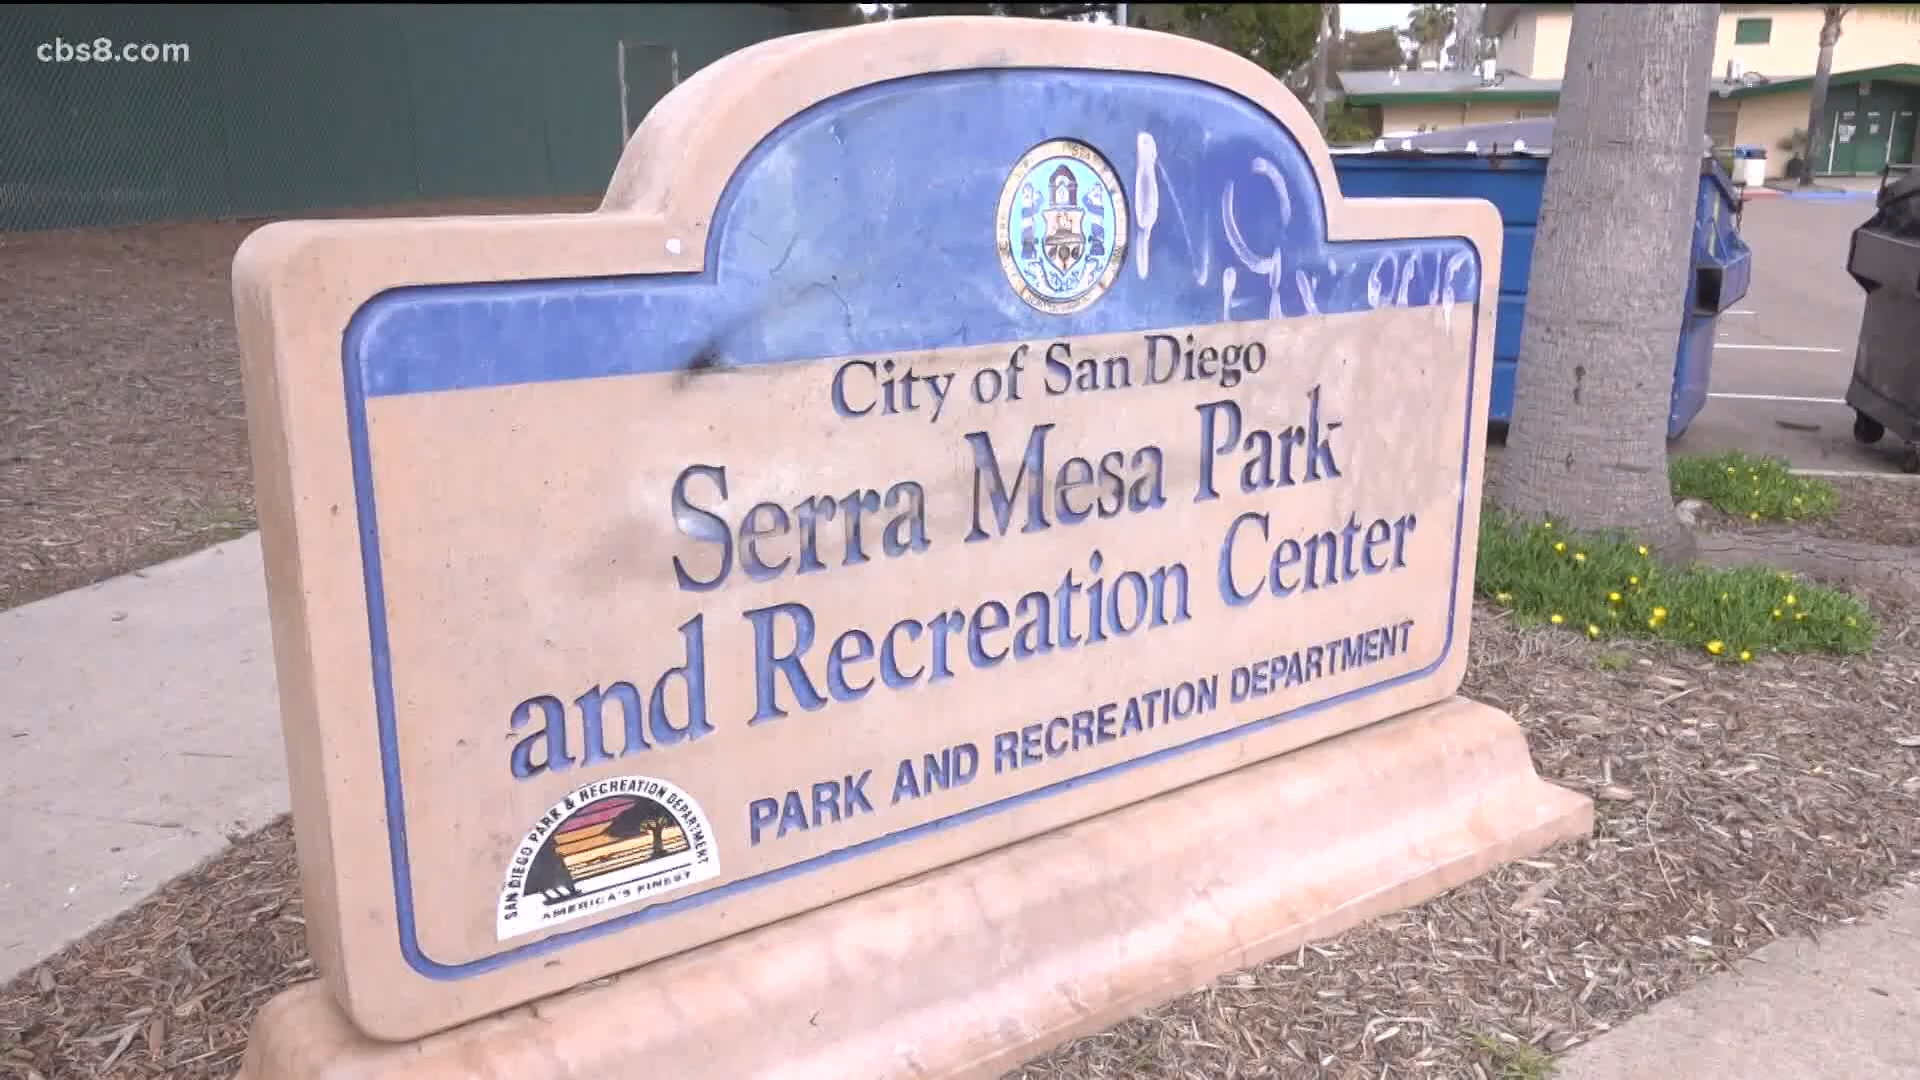 cbs8.com
NO
City of San Diego
Serra Mesa Park
and Recreation Center
PARK AND RECREATION DEPARTMENT
SAN DIEGO PARK & RECREATION DEPARTMENT
AMERICA'S FINEST